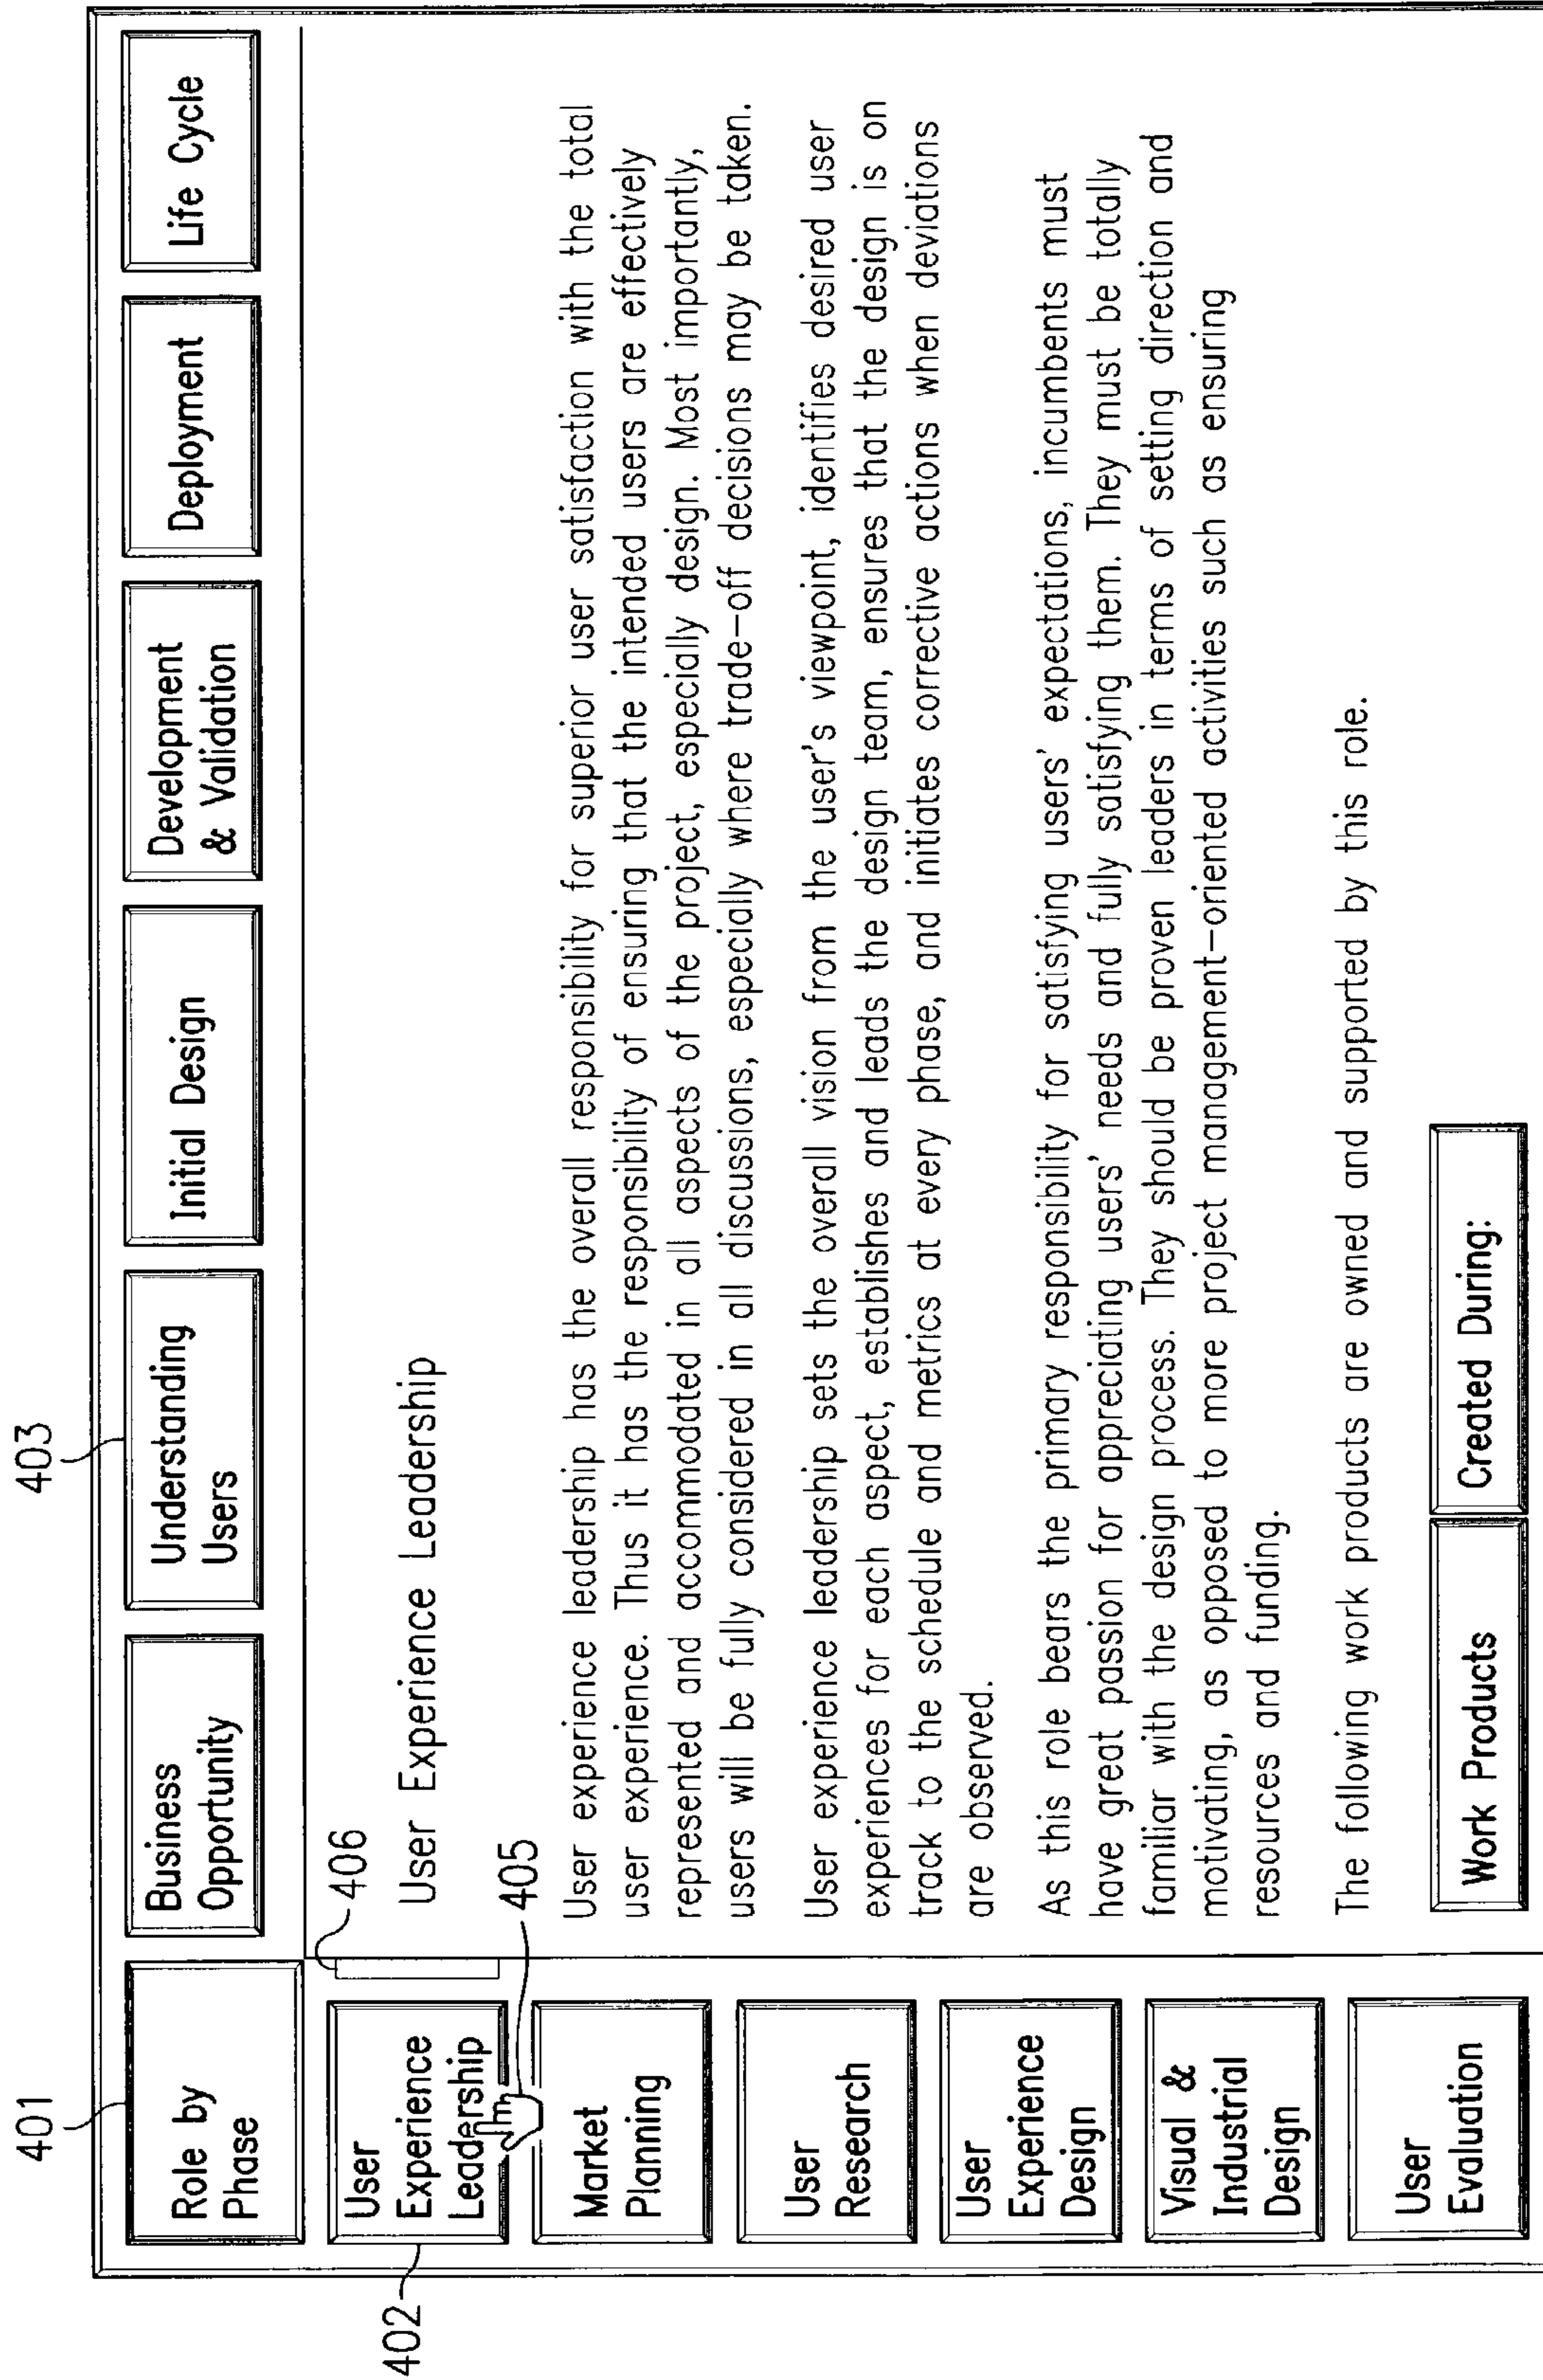 401
403
Role by
Phase
Business
Opportunity
Understanding
Users
Initial Design
Development
& Validation
Deployment
Life Cycle
402
User
Experience
Leadership
406
405
Market
Planning
User
Research
User
Experience
Design
Visual &
Industrial
Design
User
Evaluation
User Experience Leadership
User experience leadership has the overall responsibility for superior user satisfaction with the total
user experience. Thus it has the responsibility of ensuring that the intended users are effectively
represented and accommodated in all aspects of the project, especially design. Most importantly,
users will be fully considered in all discussions, especially where trade-off decisions may be taken.
User experience leadership sets the overall vision from the user's viewpoint, identifies desired user
experiences for each aspect, establishes and leads the design team, ensures that the design is on
track to the schedule and metrics at every phase, and initiates corrective actions when deviations
are observed.
As this role bears the primary responsibility for satisfying users' expectations, incumbents must
have great passion for appreciating users' needs and fully satisfying them. They must be totally
familiar with the design process. They should be proven leaders in terms of setting direction and
motivating, as opposed to more project management-oriented activities such as ensuring
resources and funding.
The following work products are owned and supported by this role.
Work Products
Created During: